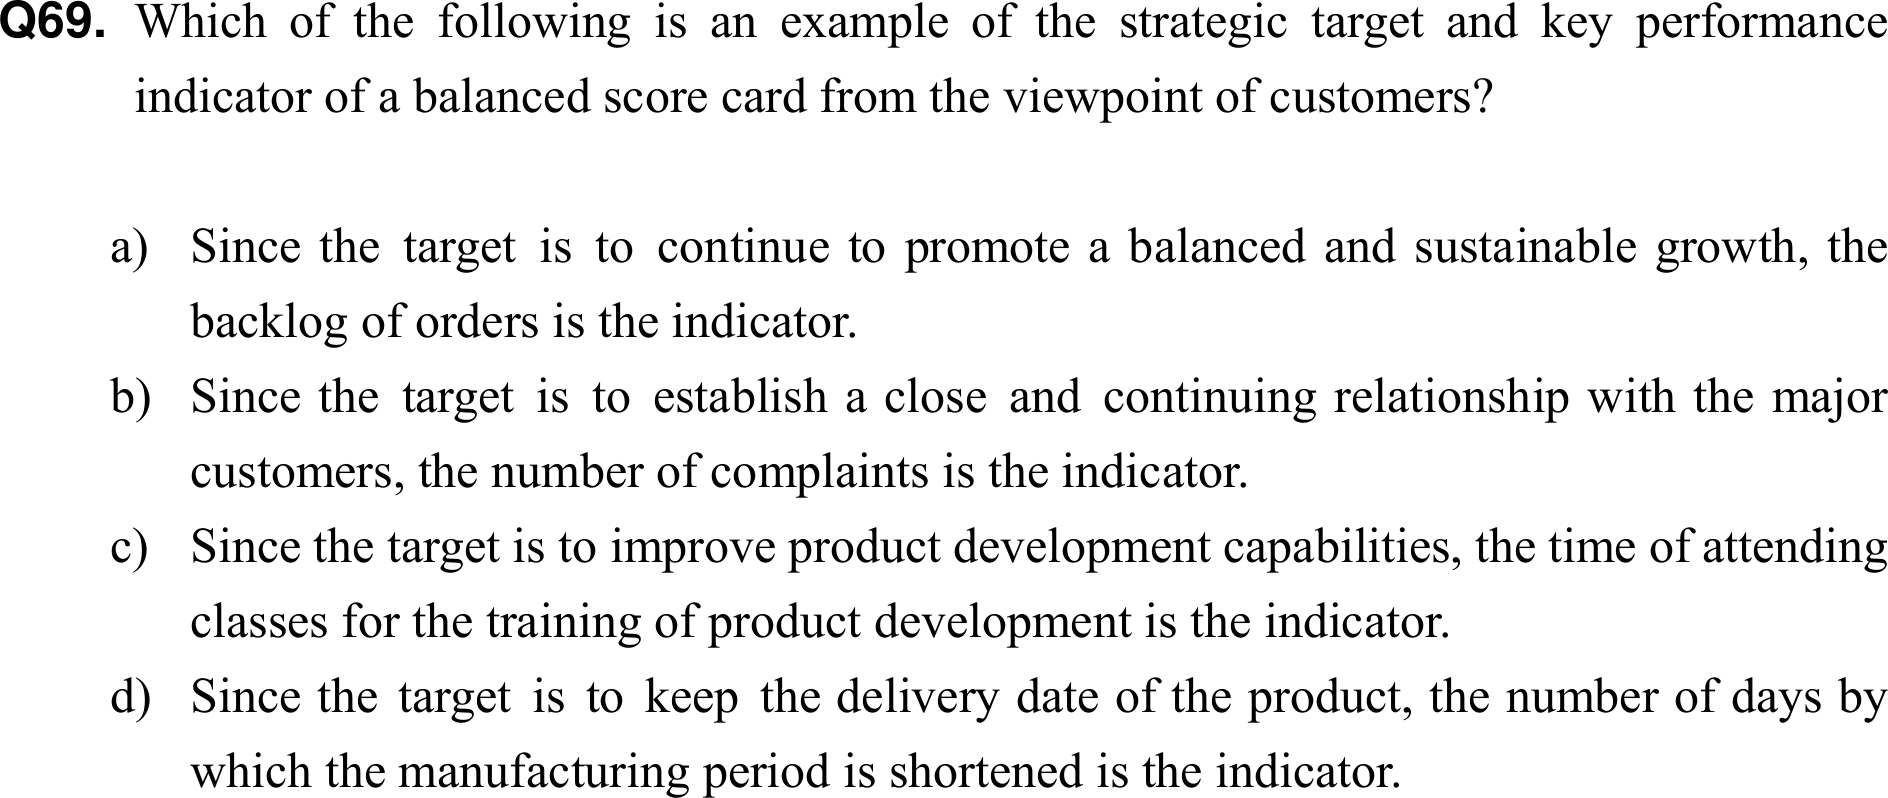 Q69. Which of the following is an example of the strategic target and key performance
indicator of a balanced score card from the viewpoint of customers?
a) Since the target is to continue to promote a balanced and sustainable growth, the
backlog of orders is the indicator.
b) Since the target is to establish a close and continuing relationship with the major
customers, the number of complaints is the indicator.
c) Since the target is to improve product development capabilities, the time of attending
classes for the training of product development is the indicator.
d) Since the target is to keep the delivery date of the product, the number of days by
which the manufacturing period is shortened is the indicator.